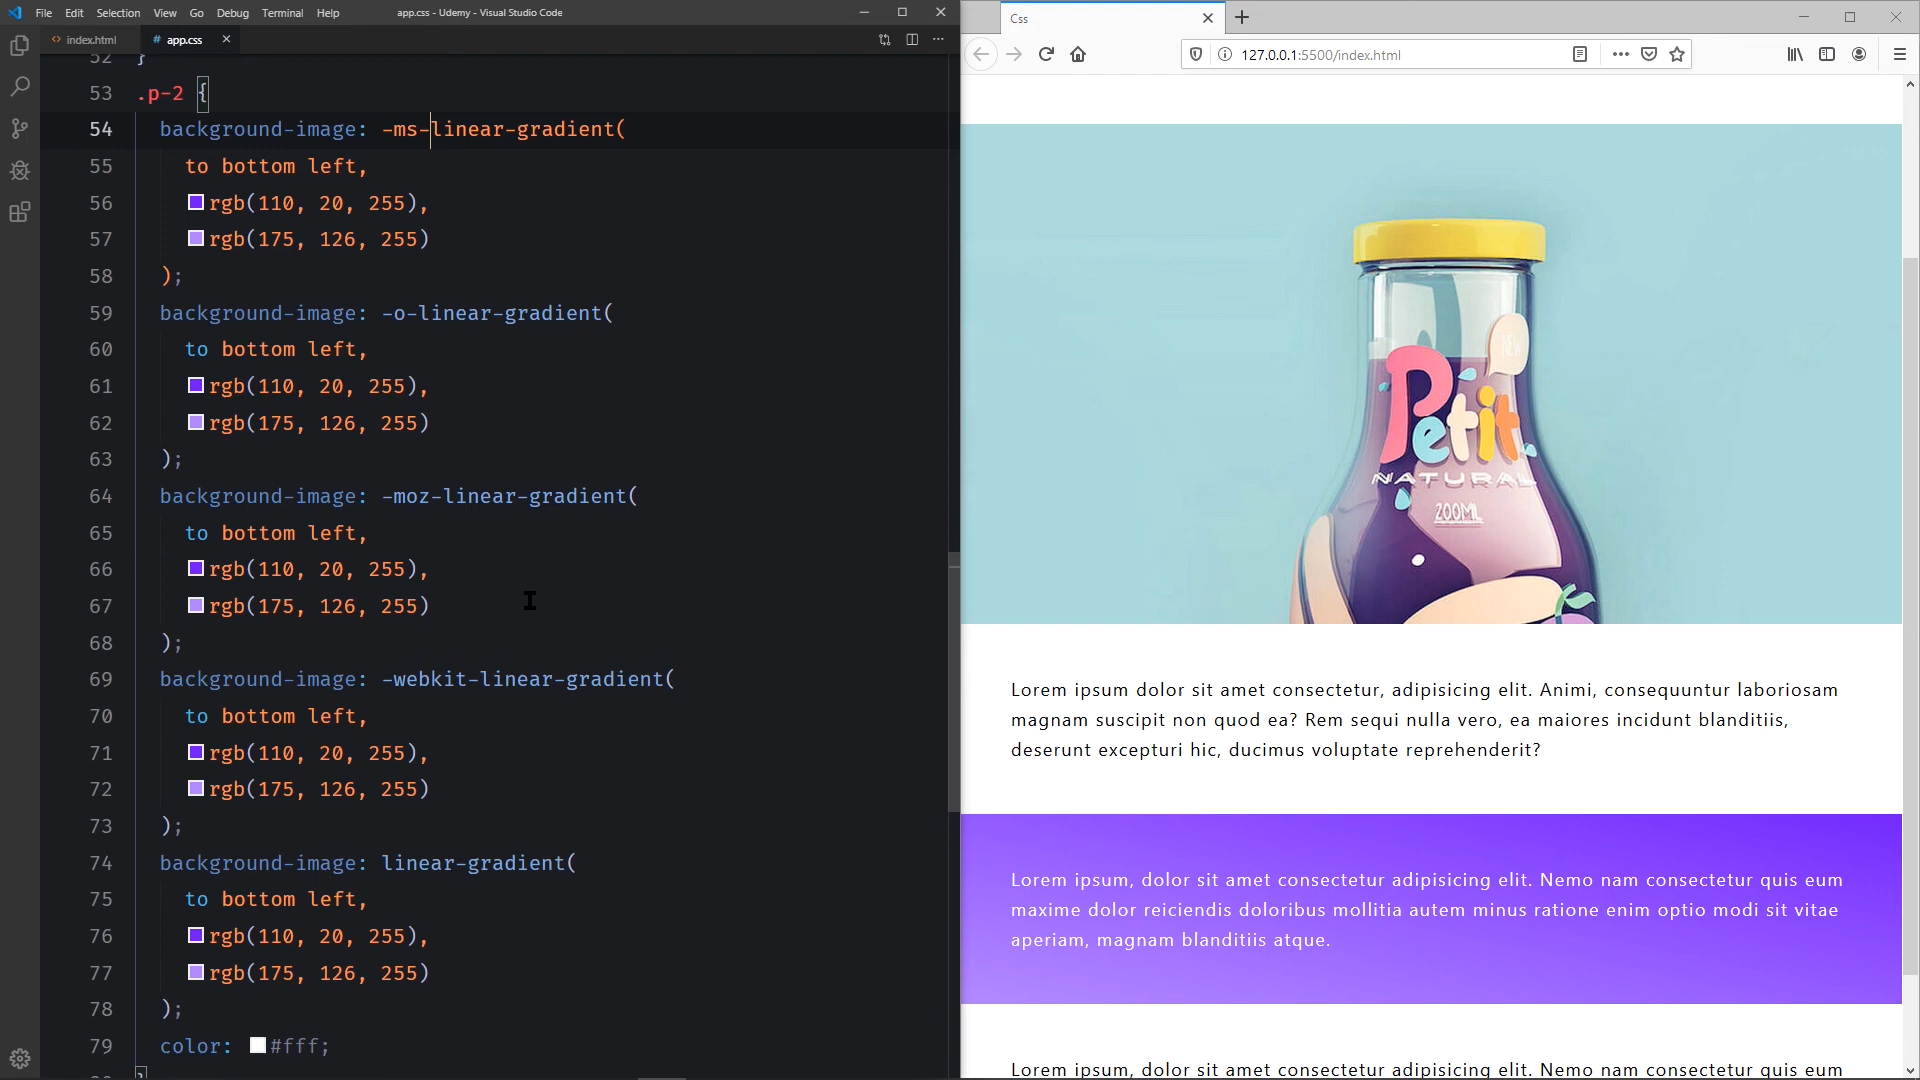 File Edit Selection View Go Debug Terminal Help
app.css - Udemy - Visual Studio Code
index.html
# app.css
52 }
53 .p-2 {
54 background-image: -ms-linear-gradient(
55 to bottom left,
56 rgb(110, 20, 255),
57 rgb(175, 126, 255)
58 );
59 background-image: -o-linear-gradient(
60 to bottom left,
61 rgb(110, 20, 255),
62 rgb(175, 126, 255)
63 );
64 background-image: -moz-linear-gradient(
65 to bottom left,
66 rgb(110, 20, 255),
67 rgb(175, 126, 255)
68 );
69 background-image: -webkit-linear-gradient(
70 to bottom left,
71 rgb(110, 20, 255),
72 rgb(175, 126, 255)
73 );
74 background-image: linear-gradient(
75 to bottom left,
76 rgb(110, 20, 255),
77 rgb(175, 126, 255)
78 );
79 color: #fff;
}
Css
127.0.0.1:5500/index.html
NEW
Petit
NATURAL
200ML
Lorem ipsum dolor sit amet consectetur, adipisicing elit. Animi, consequuntur laboriosam
magnam suscipit non quod ea? Rem sequi nulla vero, ea maiores incidunt blanditiis,
deserunt excepturi hic, ducimus voluptate reprehenderit?
Lorem ipsum, dolor sit amet consectetur adipisicing elit. Nemo nam consectetur quis eum
maxime dolor reiciendis doloribus mollitia autem minus ratione enim optio modi sit vitae
aperiam, magnam blanditiis atque.
Lorem ipsum, dolor sit amet consectetur adipisicing elit. Nemo nam consectetur quis eum